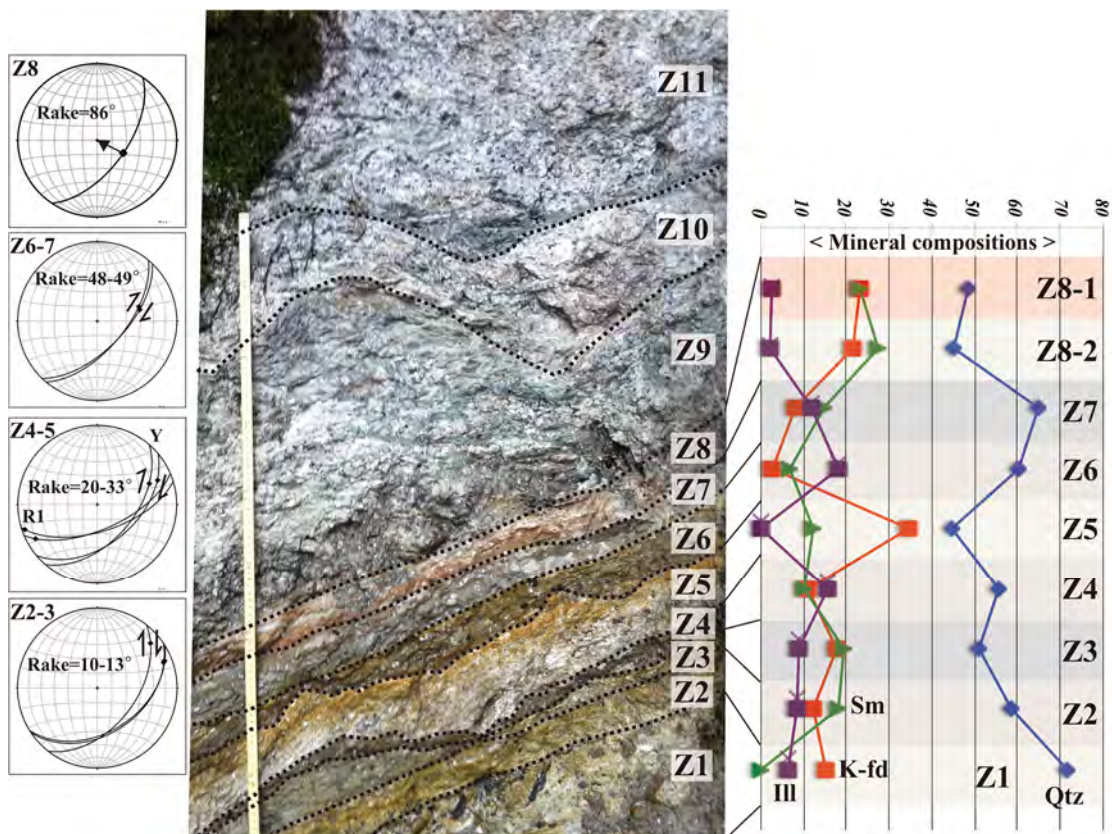 Z8
Rake=86°
Z6-7
Rake=48-49°
Z4-5
Y
Rake=20-33°
R1
Z2-3
Rake=10-13°
Z11
Z10
Z9
Z8
Z7
Z6
Z5
Z4
Z3
Z2
Z1
0 10 20 30 40 50 60 70 80
< Mineral compositions >
Z8-1
Z8-2
Z7
Z6
Z5
Z4
Z3
Z2
Sm
K-fd
Z1
Ill
Qtz